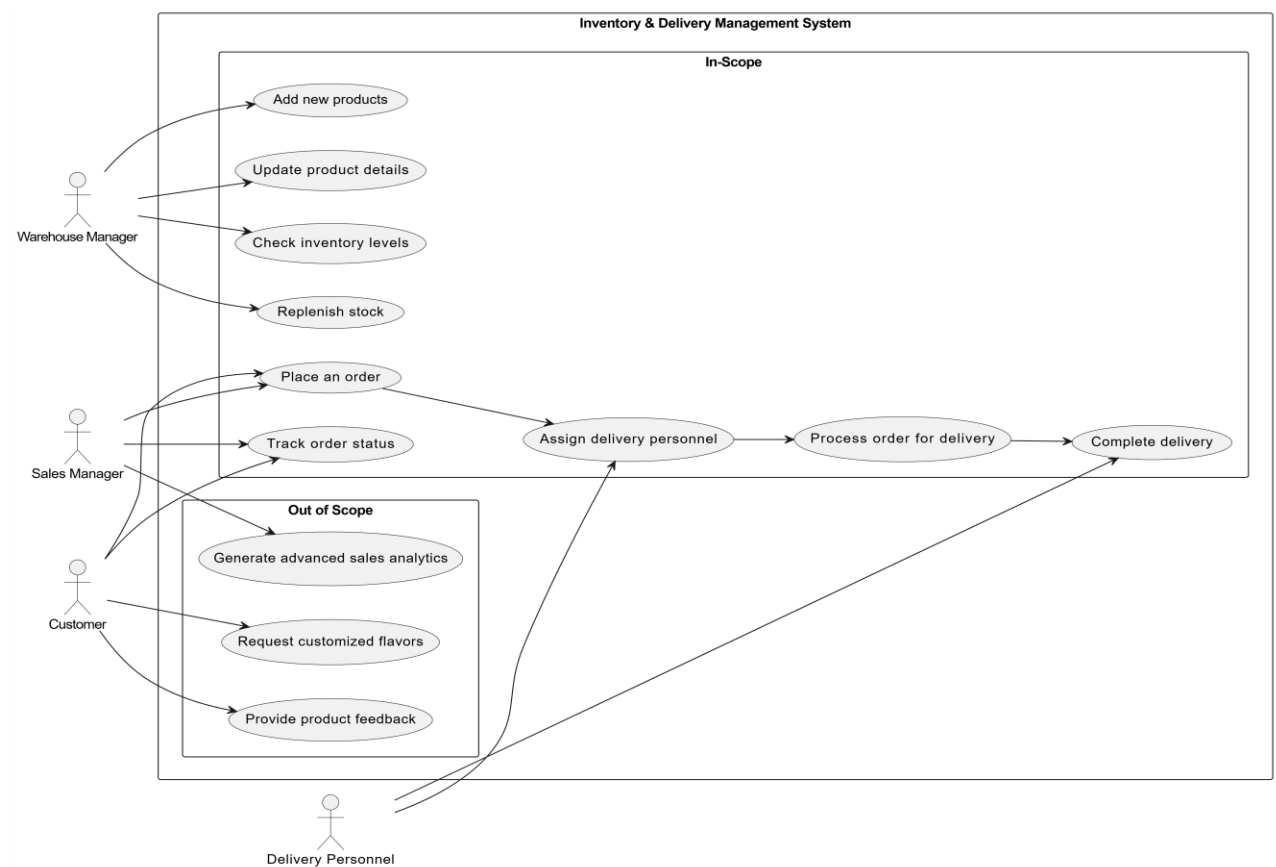 Inventory & Delivery Management System
In-Scope
Add new products
Update product details
Warehouse Manager
Check inventory levels
Replenish stock
Place an order
Sales Manager
Track order status
Assign delivery personnel
Process order for delivery
Complete delivery
Out of Scope
Generate advanced sales analytics
Customer
Request customized flavors
Provide product feedback
Delivery Personnel